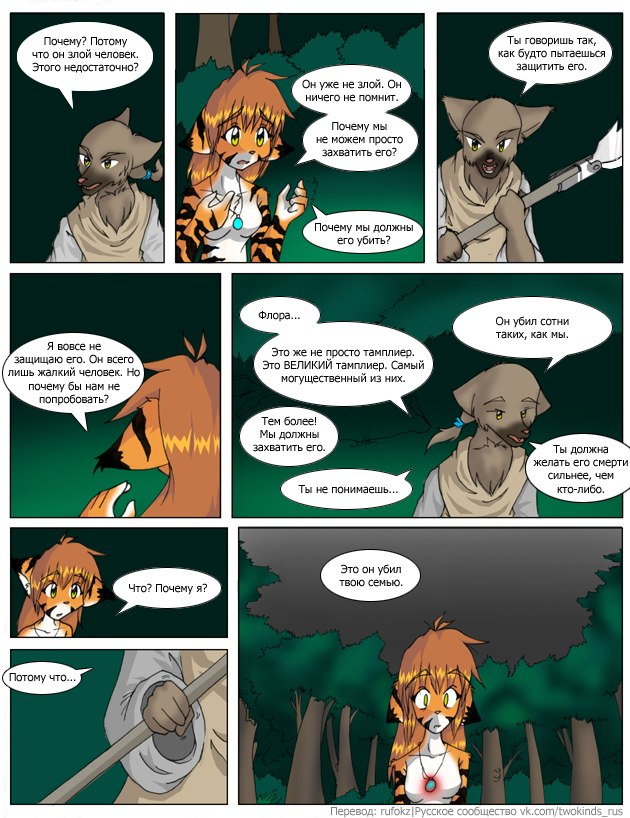 Почему? Потому
что он злой человек.
Этого недостаточно?
Он уже не злой. Он
ничего не помнит.
Почему мы
не можем просто
захватить его?
Почему мы должны
его убить?
Ты говоришь так,
как будто пытаешься
защитить его.
Я вовсе не
защищаю его. Он всего
лишь жалкий человек. Но
почему бы нам не
попробовать?
Флора...
Это же не просто тамплиер.
Это ВЕЛИКИЙ тамплиер. Самый
могущественный из них.
Он убил сотни
таких, как мы.
Тем более!
Мы должны
захватить его.
Ты не понимаешь...
Ты должна
желать его смерти
сильнее, чем
кто-либо.
Что? Почему я?
Потому что...
Это он убил
твою семью.
Перевод: rufokz|Русское сообщество vk.com/twokinds_rus